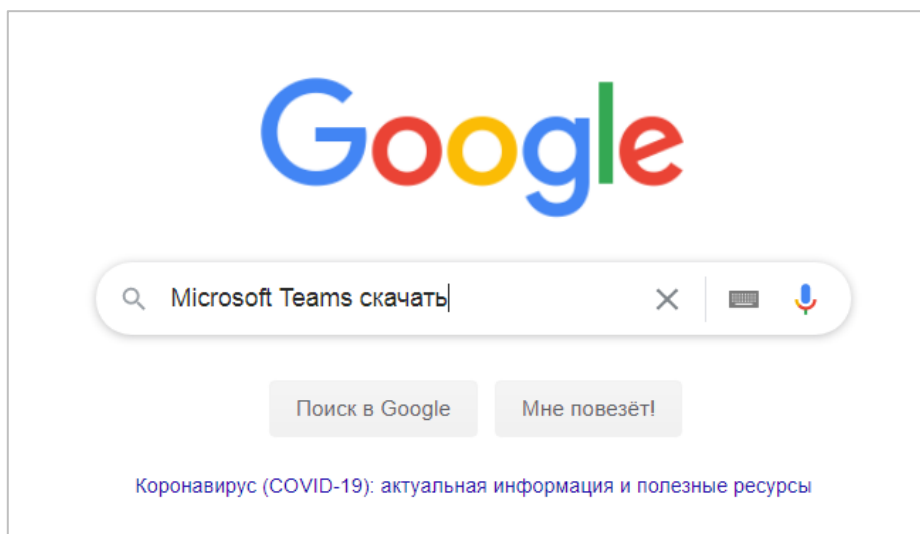 Google
Microsoft Teams скачать
Поиск в Google Мне повезёт!
Коронавирус (COVID-19): актуальная информация и полезные ресурсы